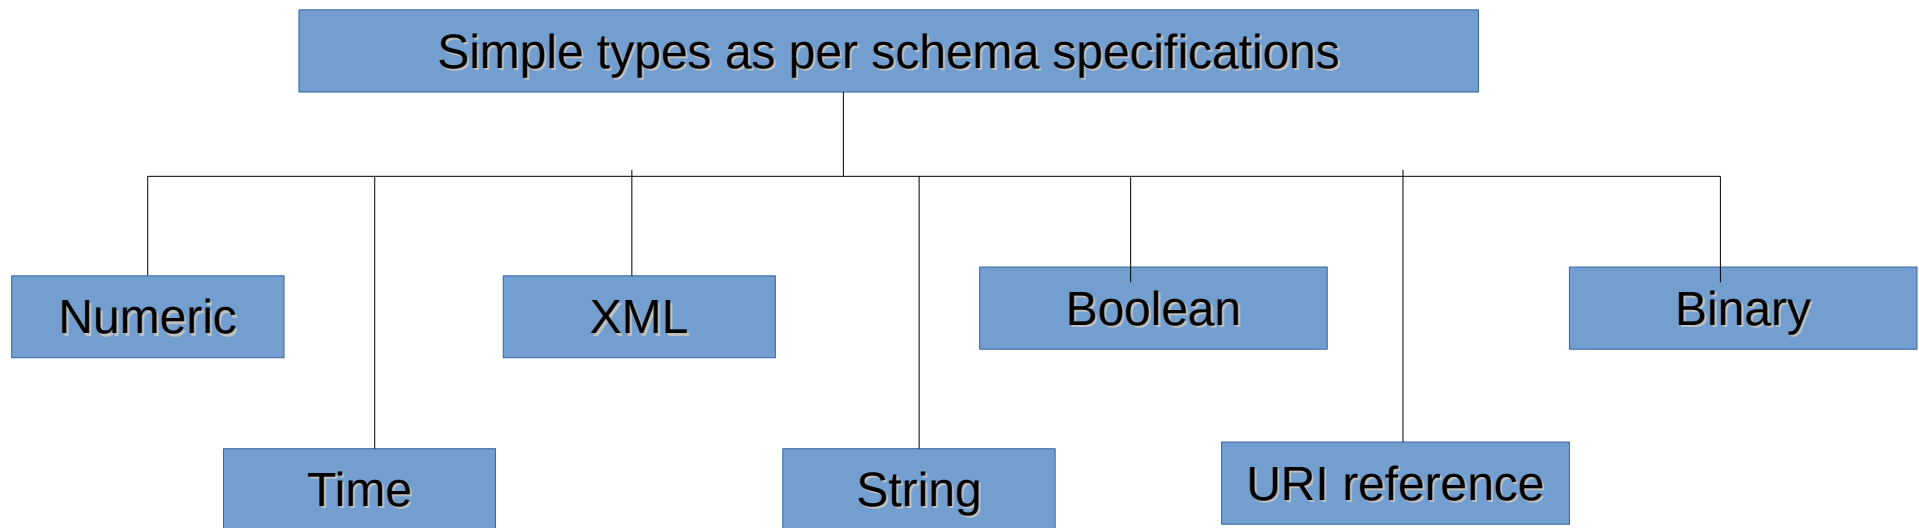 Simple types as per schema specifications
Numeric
XML
Boolean
Binary
Time
String
URI reference